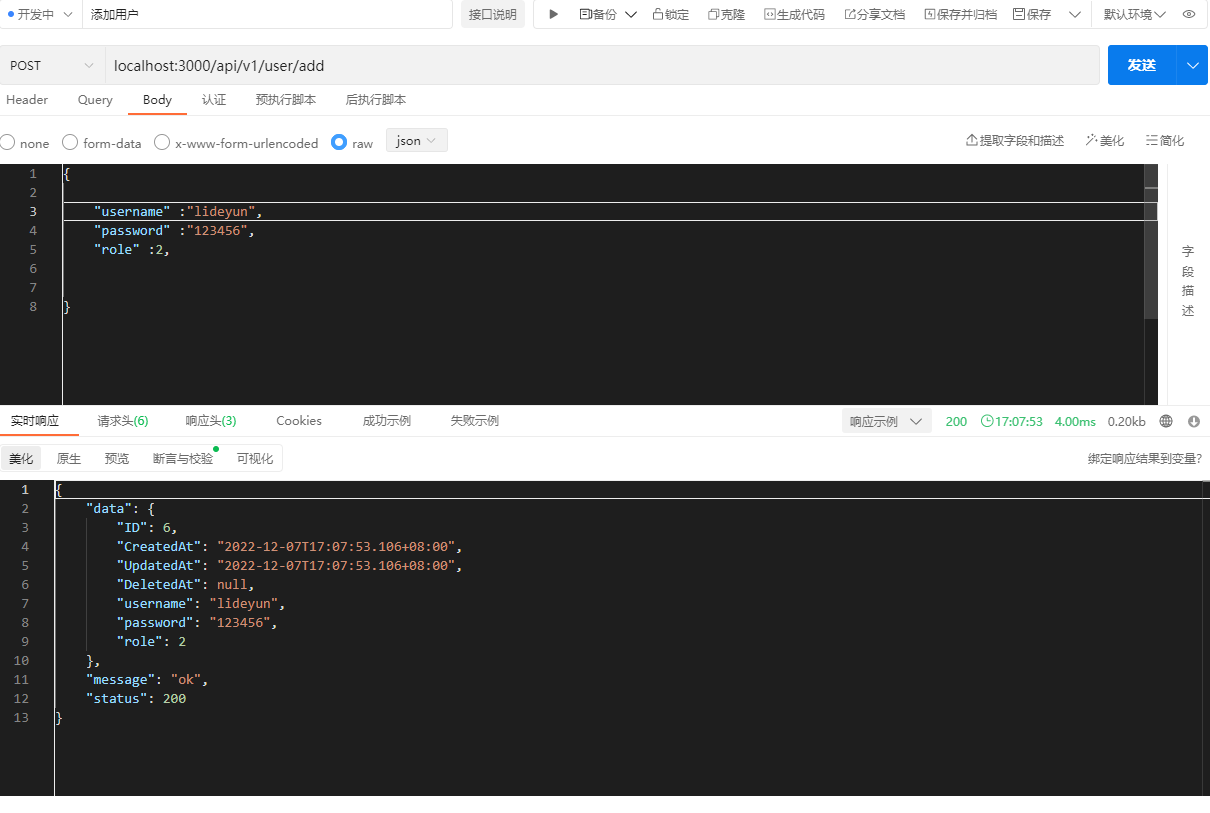 开发中 添加用户 接口说明 备份 锁定 克隆 生成代码 分享文档 保存并归档 保存 默认环境
POST localhost:3000/api/v1/user/add 发送
Header Query Body 认证 预执行脚本 后执行脚本
none form-data x-www-form-urlencoded raw json 提取字段和描述 美化 简化
1 {
2
3 "username" :"lideyun",
4 "password" :"123456",
5 "role" :2,
6
7
8 }
字段描述
实时响应 请求头(6) 响应头(3) Cookies 成功示例 失败示例 响应示例 200 17:07:53 4.00ms 0.20kb
美化 原生 预览 断言与校验 可视化 绑定响应结果到变量?
1 {
2 "data": {
3 "ID": 6,
4 "CreatedAt": "2022-12-07T17:07:53.106+08:00",
5 "UpdatedAt": "2022-12-07T17:07:53.106+08:00",
6 "DeletedAt": null,
7 "username": "lideyun",
8 "password": "123456",
9 "role": 2
10 },
11 "message": "ok",
12 "status": 200
13 }